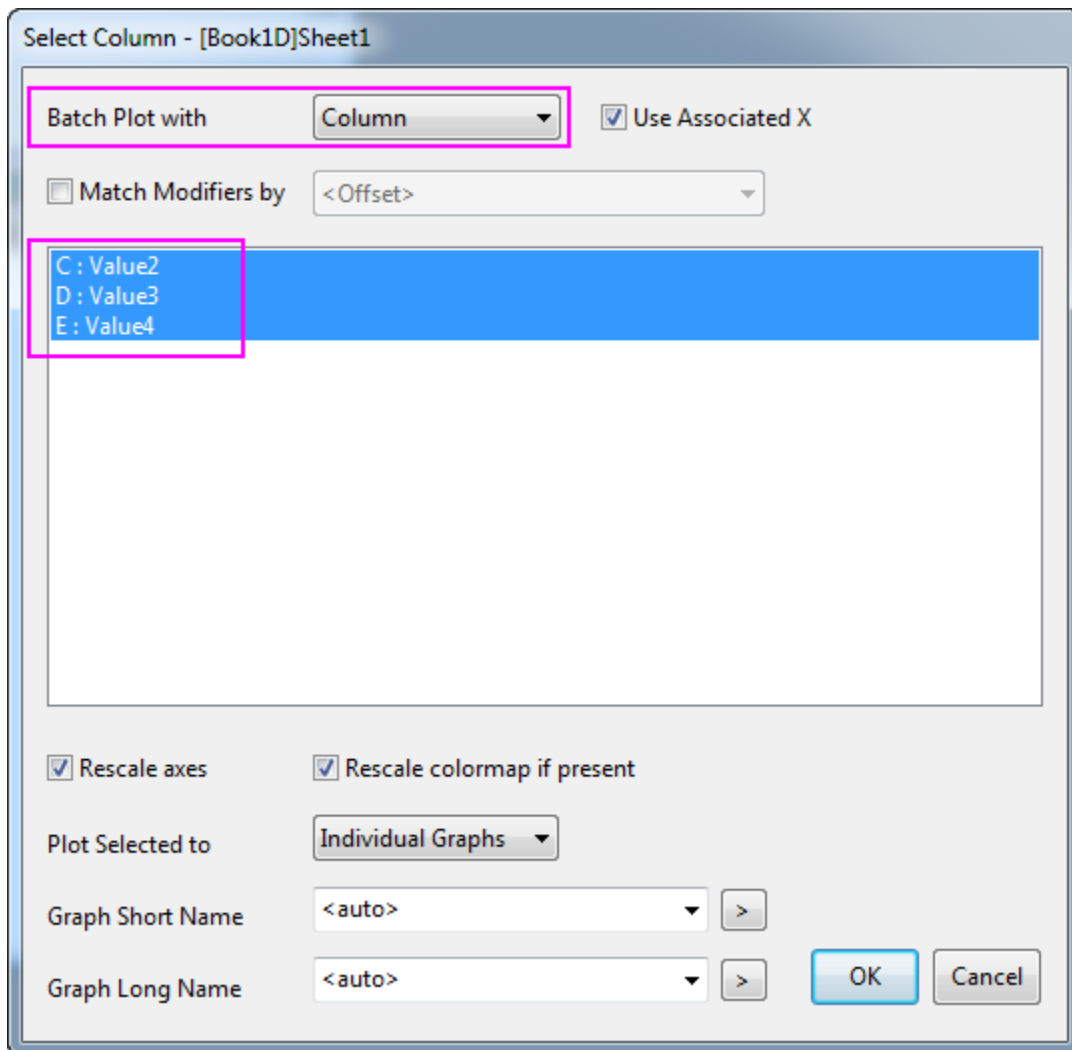 Select Column - [Book1D]Sheet1
Batch Plot with Column Use Associated X
Match Modifiers by <Offset>
C : Value2
D : Value3
E : Value4
Rescale axes Rescale colormap if present
Plot Selected to Individual Graphs
Graph Short Name <auto> >
Graph Long Name <auto> > OK Cancel